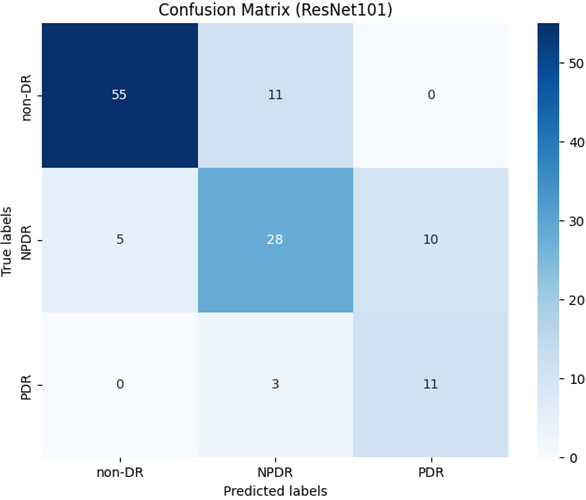 Confusion Matrix (ResNet101)
True labels
non-DR
55
11
0
NPDR
5
28
10
PDR
0
3
11
non-DR
NPDR
PDR
Predicted labels
50
40
30
20
10
0